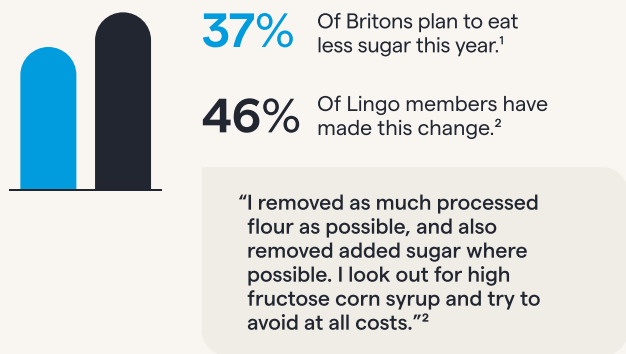 37% Of Britons plan to eat
less sugar this year.¹
46% Of Lingo members have
made this change.²
“I removed as much processed
flour as possible, and also
removed added sugar where
possible. I look out for high
fructose corn syrup and try to
avoid at all costs.”²